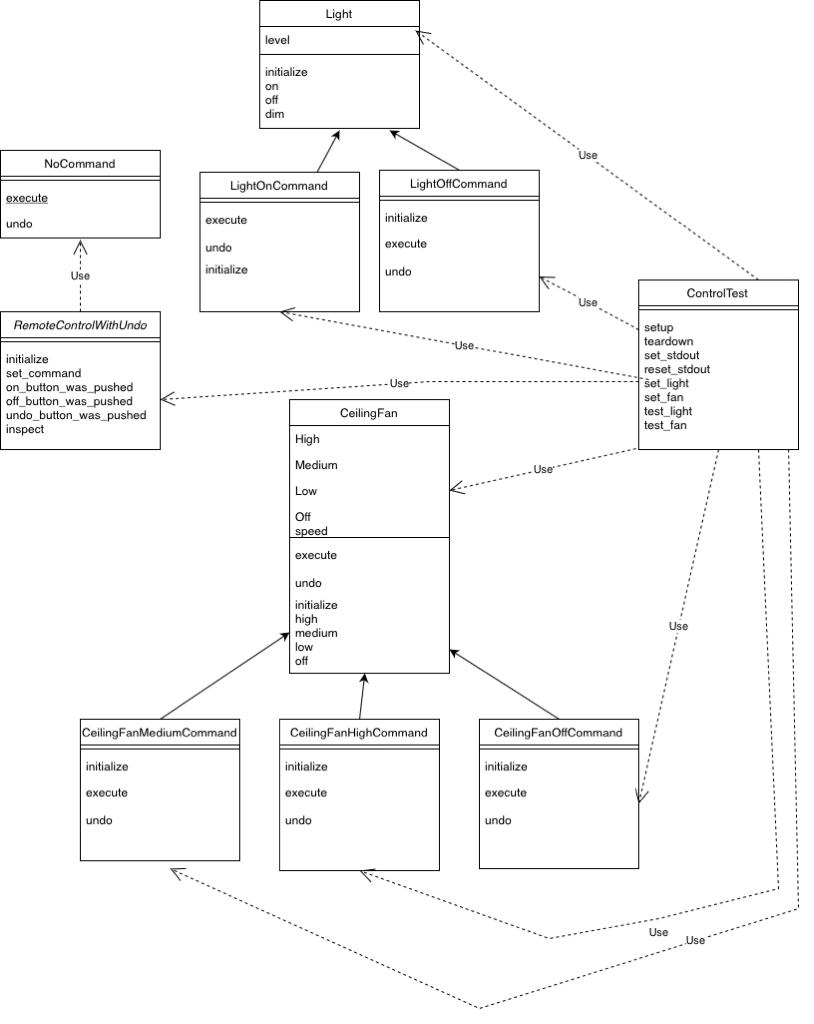 Light
level
initialize
on
off
dim
Use
NoCommand
execute
undo
LightOnCommand
execute
undo
initialize
LightOffCommand
initialize
execute
undo
Use
Use
ControlTest
setup
teardown
set_stdout
reset_stdout
set_light
set_fan
test_light
test_fan
RemoteControlWithUndo
initialize
set_command
on_button_was_pushed
off_button_was_pushed
undo_button_was_pushed
inspect
Use
Use
CeilingFan
High
Medium
Low
Off
speed
execute
undo
initialize
high
medium
low
off
Use
Use
CeilingFanMediumCommand
initialize
execute
undo
CeilingFanHighCommand
initialize
execute
undo
CeilingFanOffCommand
initialize
execute
undo
Use
Use